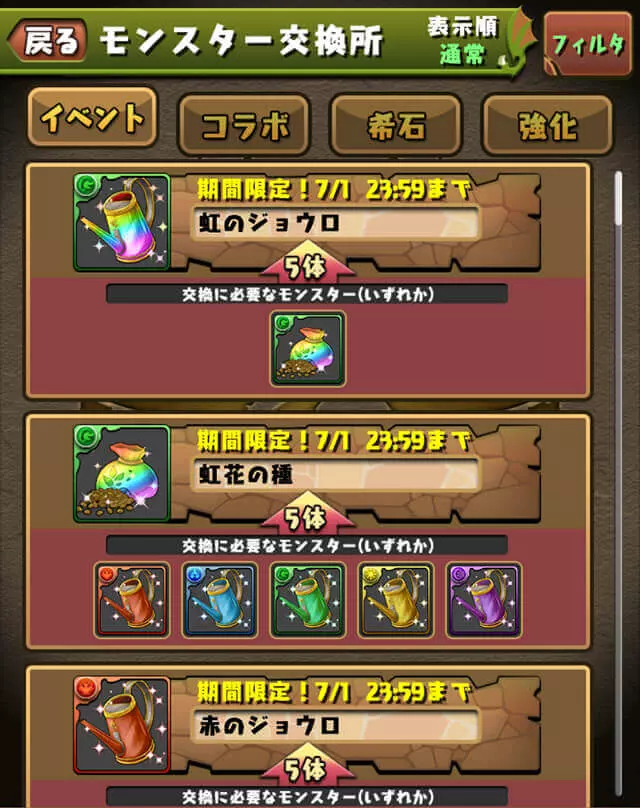 戻る
モンスター交換所
表示順
通常
フィルタ
イベント
コラボ
希石
強化
期間限定！7/1 23:59まで
虹のジョウロ
5体
交換に必要なモンスター(いずれか)
期間限定！7/1 23:59まで
虹花の種
5体
交換に必要なモンスター(いずれか)
期間限定！7/1 23:59まで
赤のジョウロ
5体
交換に必要なモンスター(いずれか)